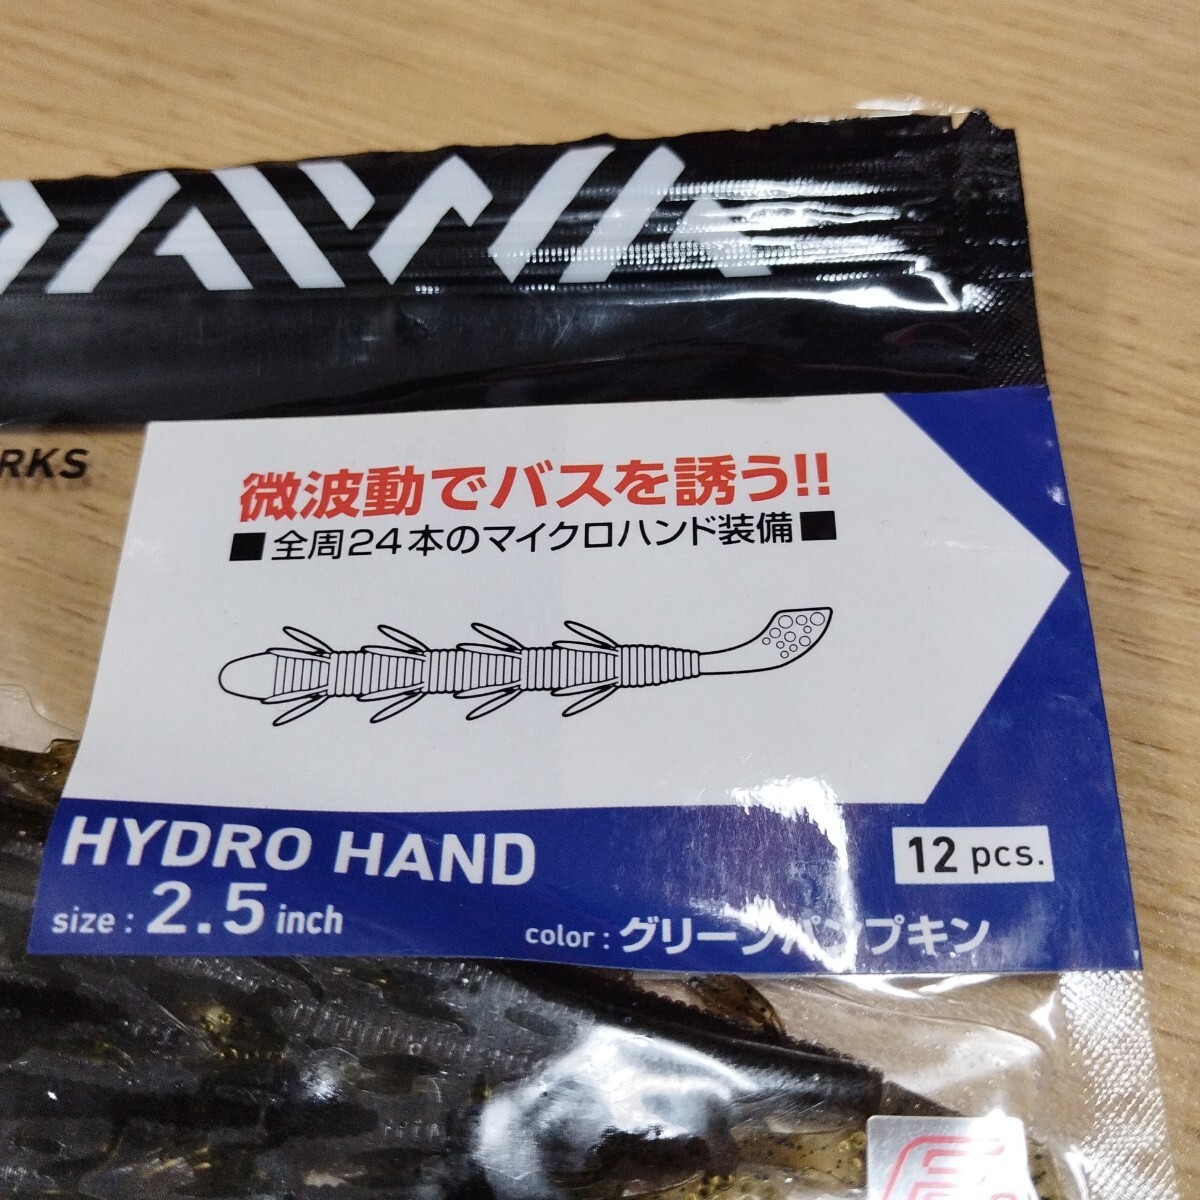 DAIWA
RKS
微波動でバスを誘う!!
■全周24本のマイクロハンド装備■
HYDRO HAND
12 pcs.
size : 2.5 inch
color : グリーンパンプキン